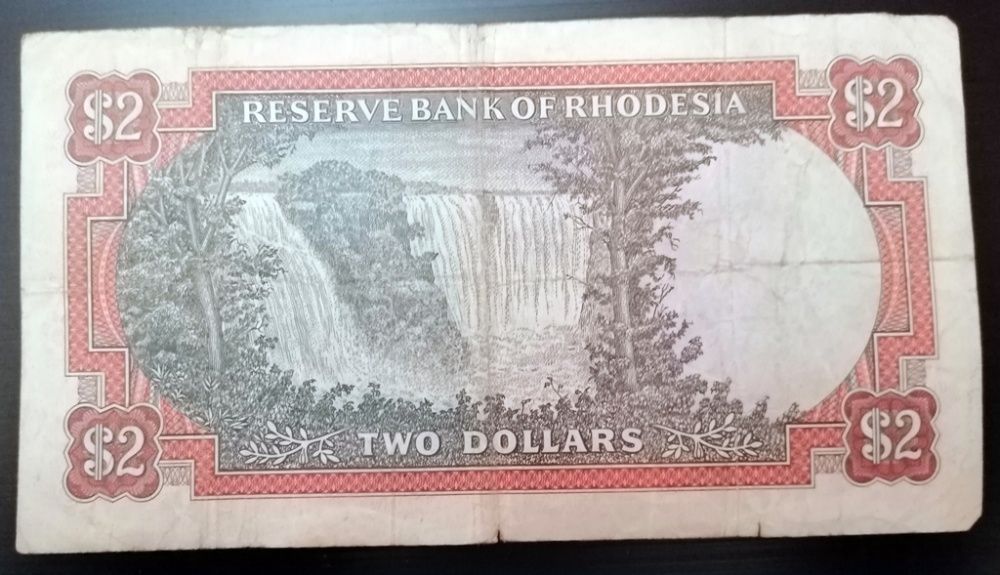 $2 $2
RESERVE BANK OF RHODESIA
TWO DOLLARS
$2 $2